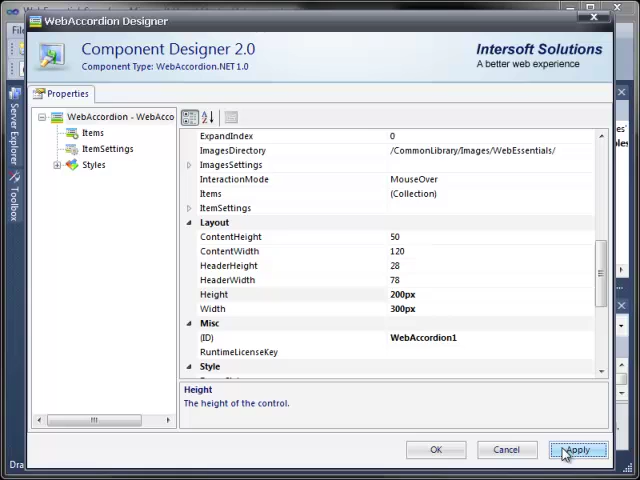 WebAccordion Designer
Component Designer 2.0
Component Type: WebAccordion.NET 1.0
Intersoft Solutions
A better web experience
Properties
WebAccordion - WebAcco
Items
ItemSettings
Styles
ExpandIndex 0
ImagesDirectory /CommonLibrary/Images/WebEssentials/
ImagesSettings
InteractionMode MouseOver
Items (Collection)
ItemSettings
Layout
ContentHeight 50
ContentWidth 120
HeaderHeight 28
HeaderWidth 78
Height 200px
Width 300px
Misc
(ID) WebAccordion1
RuntimeLicenseKey
Style
Height
The height of the control.
OK Cancel Apply
Server Explorer
Toolbox
Dra